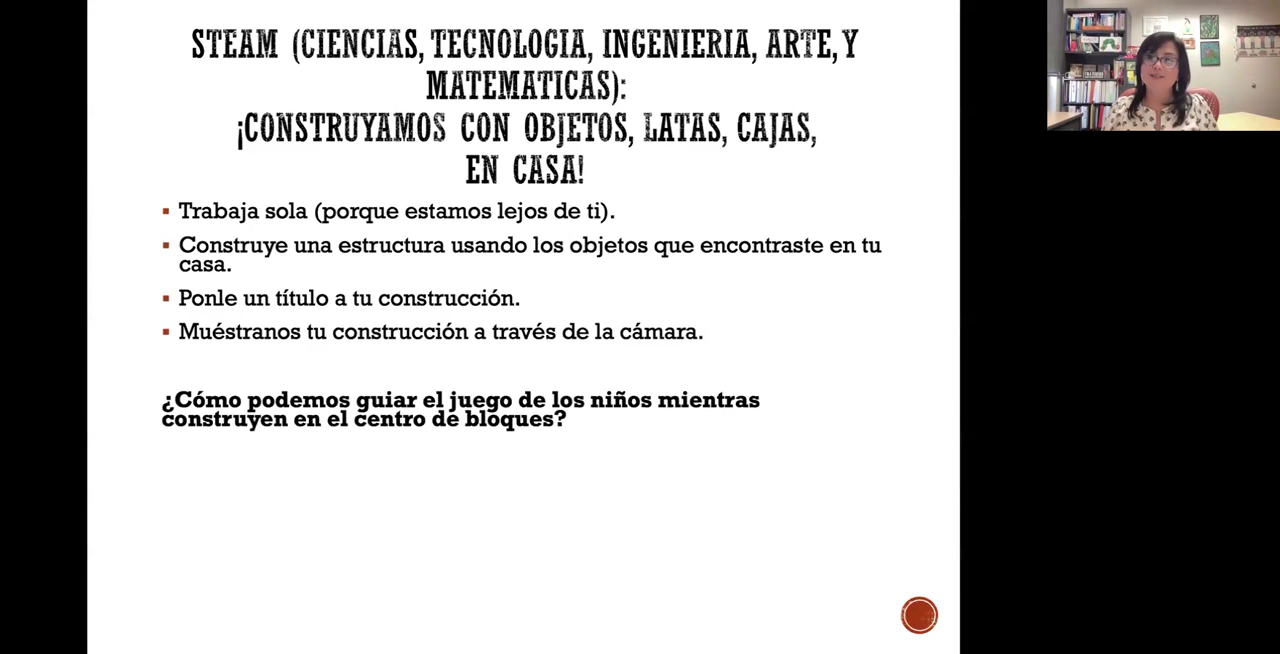 STEAM (CIENCIAS, TECNOLOGIA, INGENIERIA, ARTE, Y
MATEMATICAS):
¡CONSTRUYAMOS CON OBJETOS, LATAS, CAJAS,
EN CASA!
▪ Trabaja sola (porque estamos lejos de ti).
▪ Construye una estructura usando los objetos que encontraste en tu
casa.
▪ Ponle un título a tu construcción.
▪ Muéstranos tu construcción a través de la cámara.
¿Cómo podemos guiar el juego de los niños mientras
construyen en el centro de bloques?